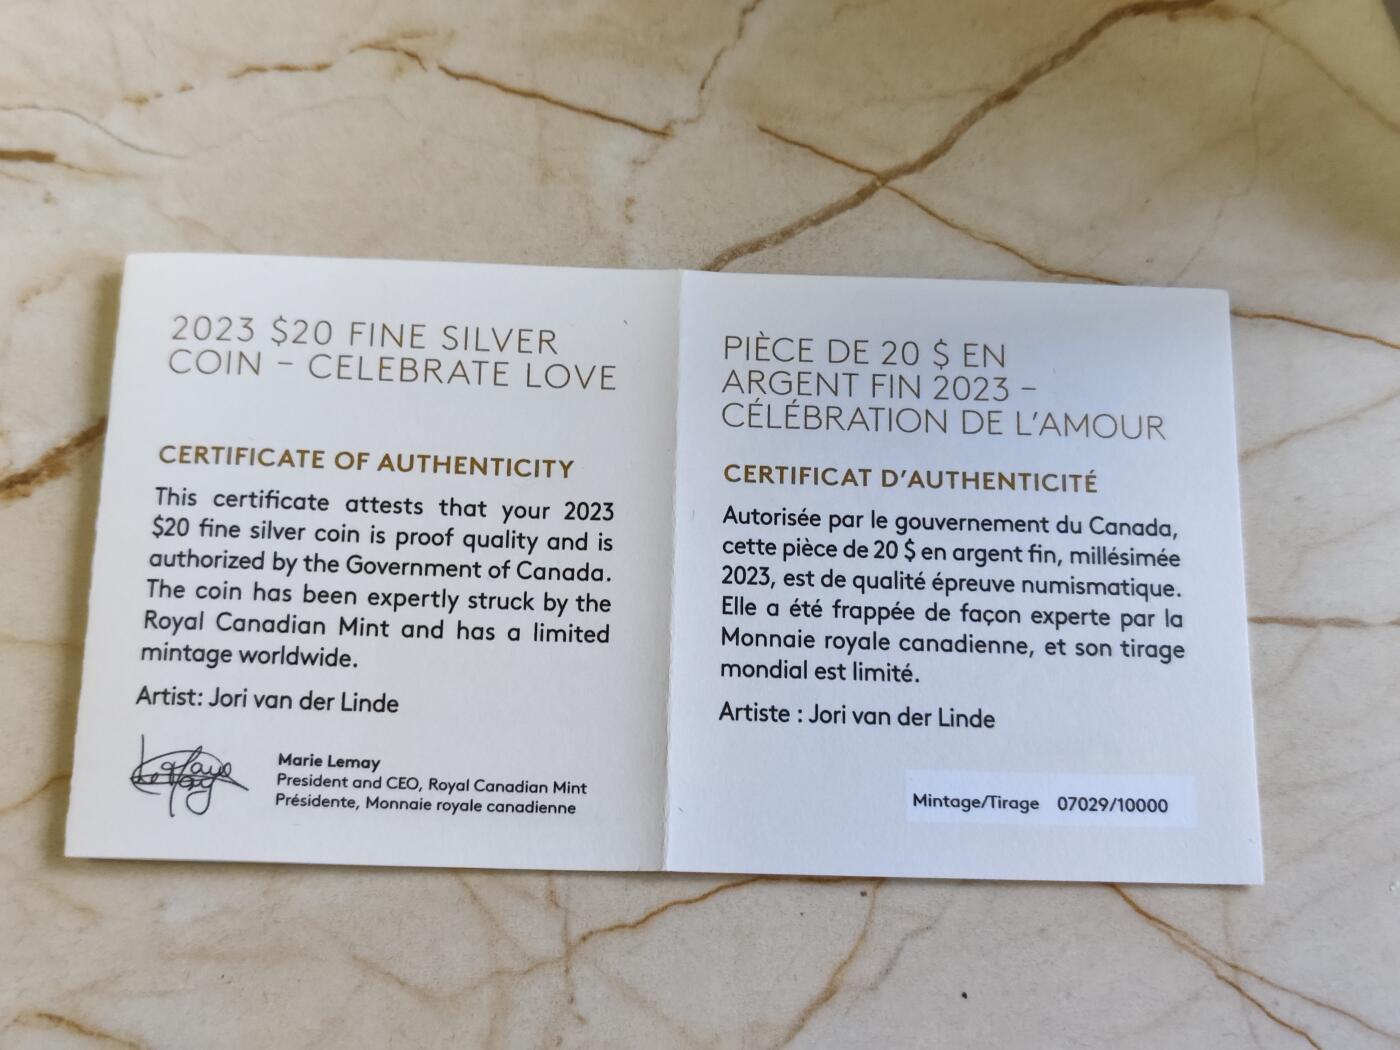 2023 $20 FINE SILVER
COIN – CELEBRATE LOVE
CERTIFICATE OF AUTHENTICITY
This certificate attests that your 2023
$20 fine silver coin is proof quality and is
authorized by the Government of Canada.
The coin has been expertly struck by the
Royal Canadian Mint and has a limited
mintage worldwide.
Artist: Jori van der Linde
Marie Lemay
President and CEO, Royal Canadian Mint
Présidente, Monnaie royale canadienne
PIÈCE DE 20 $ EN
ARGENT FIN 2023 –
CÉLÉBRATION DE L'AMOUR
CERTIFICAT D'AUTHENTICITÉ
Autorisée par le gouvernement du Canada,
cette pièce de 20 $ en argent fin, millésimée
2023, est de qualité épreuve numismatique.
Elle a été frappée de façon experte par la
Monnaie royale canadienne, et son tirage
mondial est limité.
Artiste : Jori van der Linde
Mintage/Tirage 07029/10000